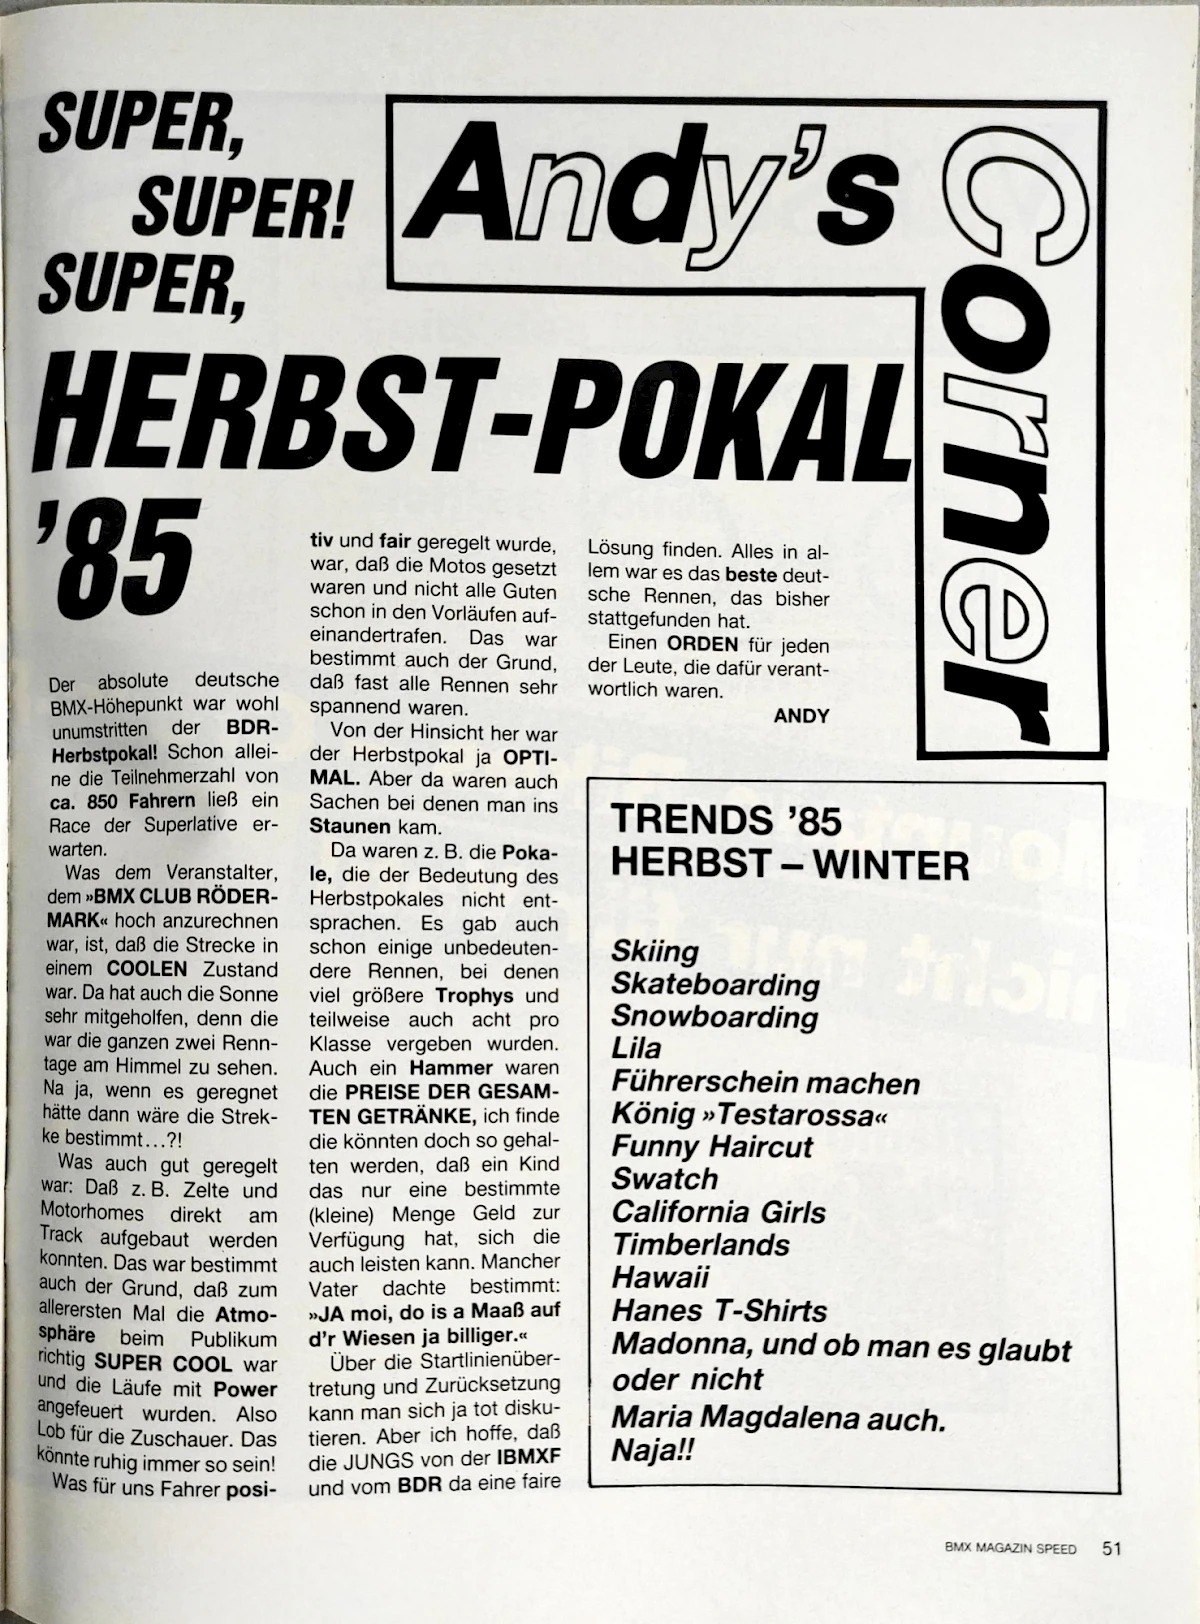 SUPER,
SUPER!
SUPER,
HERBST-POKAL
'85
Andy's
Corner
Der absolute deutsche
BMX-Höhepunkt war wohl
unumstritten der BDR-
Herbstpokal! Schon allei-
ne die Teilnehmerzahl von
ca. 850 Fahrern ließ ein
Race der Superlative er-
warten.
Was dem Veranstalter,
dem »BMX CLUB RÖDER-
MARK« hoch anzurechnen
war, ist, daß die Strecke in
einem COOLEN Zustand
war. Da hat auch die Sonne
sehr mitgeholfen, denn die
war die ganzen zwei Renn-
tage am Himmel zu sehen.
Na ja, wenn es geregnet
hätte dann wäre die Strek-
ke bestimmt...?!
Was auch gut geregelt
war: Daß z. B. Zelte und
Motorhomes direkt am
Track aufgebaut werden
konnten. Das war bestimmt
auch der Grund, daß zum
allerersten Mal die Atmo-
sphäre beim Publikum
richtig SUPER COOL war
und die Läufe mit Power
angefeuert wurden. Also
Lob für die Zuschauer. Das
könnte ruhig immer so sein!
Was für uns Fahrer posi-
tiv und fair geregelt wurde,
war, daß die Motos gesetzt
waren und nicht alle Guten
schon in den Vorläufen auf-
einandertrafen. Das war
bestimmt auch der Grund,
daß fast alle Rennen sehr
spannend waren.
Von der Hinsicht her war
der Herbstpokal ja OPTI-
MAL. Aber da waren auch
Sachen bei denen man ins
Staunen kam.
Da waren z. B. die Poka-
le, die der Bedeutung des
Herbstpokales nicht ent-
sprachen. Es gab auch
schon einige unbedeuten-
dere Rennen, bei denen
viel größere Trophys und
teilweise auch acht pro
Klasse vergeben wurden.
Auch ein Hammer waren
die PREISE DER GESAM-
TEN GETRÄNKE, ich finde
die könnten doch so gehal-
ten werden, daß ein Kind
das nur eine bestimmte
(kleine) Menge Geld zur
Verfügung hat, sich die
auch leisten kann. Mancher
Vater dachte bestimmt:
»JA moi, do is a Maaß auf
d'r Wiesen ja billiger.«
Über die Startlinienüber-
tretung und Zurücksetzung
kann man sich ja tot disku-
tieren. Aber ich hoffe, daß
die JUNGS von der IBMXF
und vom BDR da eine faire
Lösung finden. Alles in al-
lem war es das beste deut-
sche Rennen, das bisher
stattgefunden hat.
Einen ORDEN für jeden
der Leute, die dafür verant-
wortlich waren.
ANDY
TRENDS '85
HERBST – WINTER
Skiing
Skateboarding
Snowboarding
Lila
Führerschein machen
König »Testarossa«
Funny Haircut
Swatch
California Girls
Timberlands
Hawaii
Hanes T-Shirts
Madonna, und ob man es glaubt
oder nicht
Maria Magdalena auch.
Naja!!
BMX MAGAZIN SPEED 51